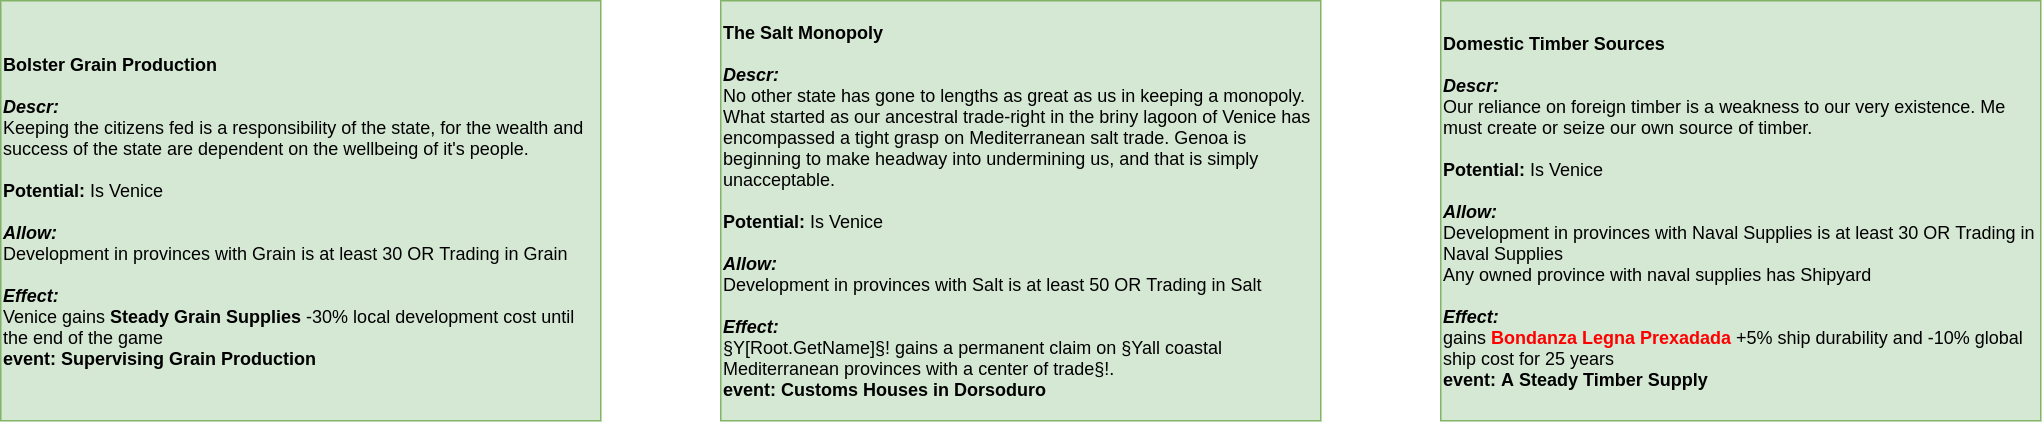 Bolster Grain Production
Descr:
Keeping the citizens fed is a responsibility of the state, for the wealth and
success of the state are dependent on the wellbeing of it's people.
Potential: Is Venice
Allow:
Development in provinces with Grain is at least 30 OR Trading in Grain
Effect:
Venice gains Steady Grain Supplies -30% local development cost until
the end of the game
event: Supervising Grain Production
The Salt Monopoly
Descr:
No other state has gone to lengths as great as us in keeping a monopoly.
What started as our ancestral trade-right in the briny lagoon of Venice has
encompassed a tight grasp on Mediterranean salt trade. Genoa is
beginning to make headway into undermining us, and that is simply
unacceptable.
Potential: Is Venice
Allow:
Development in provinces with Salt is at least 50 OR Trading in Salt
Effect:
§Y[Root.GetName]§! gains a permanent claim on §Yall coastal
Mediterranean provinces with a center of trade§!.
event: Customs Houses in Dorsoduro
Domestic Timber Sources
Descr:
Our reliance on foreign timber is a weakness to our very existence. Me
must create or seize our own source of timber.
Potential: Is Venice
Allow:
Development in provinces with Naval Supplies is at least 30 OR Trading in
Naval Supplies
Any owned province with naval supplies has Shipyard
Effect:
gains Bondanza Legna Prexadada +5% ship durability and -10% global
ship cost for 25 years
event: A Steady Timber Supply